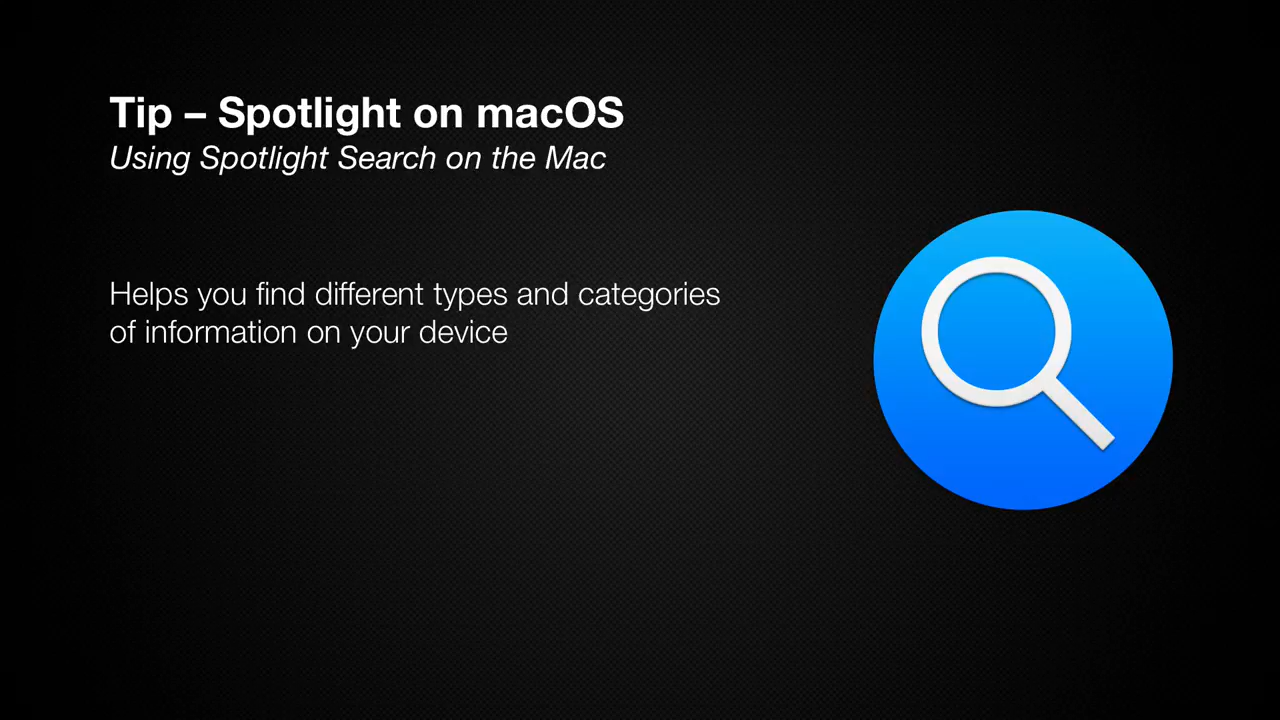 Tip – Spotlight on macOS
Using Spotlight Search on the Mac
Helps you find different types and categories
of information on your device